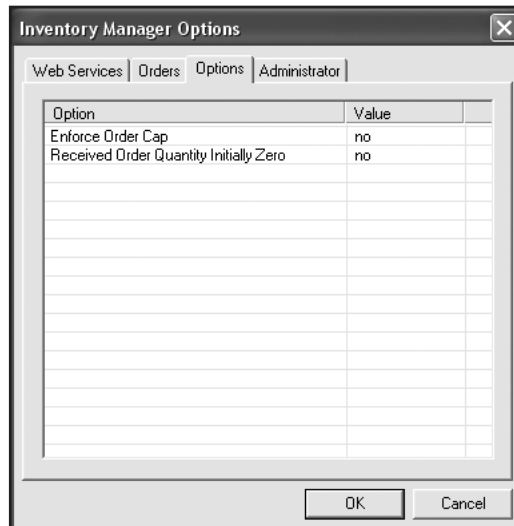 Inventory Manager Options
Web Services Orders Options Administrator
Option Value
Enforce Order Cap no
Received Order Quantity Initially Zero no
OK Cancel